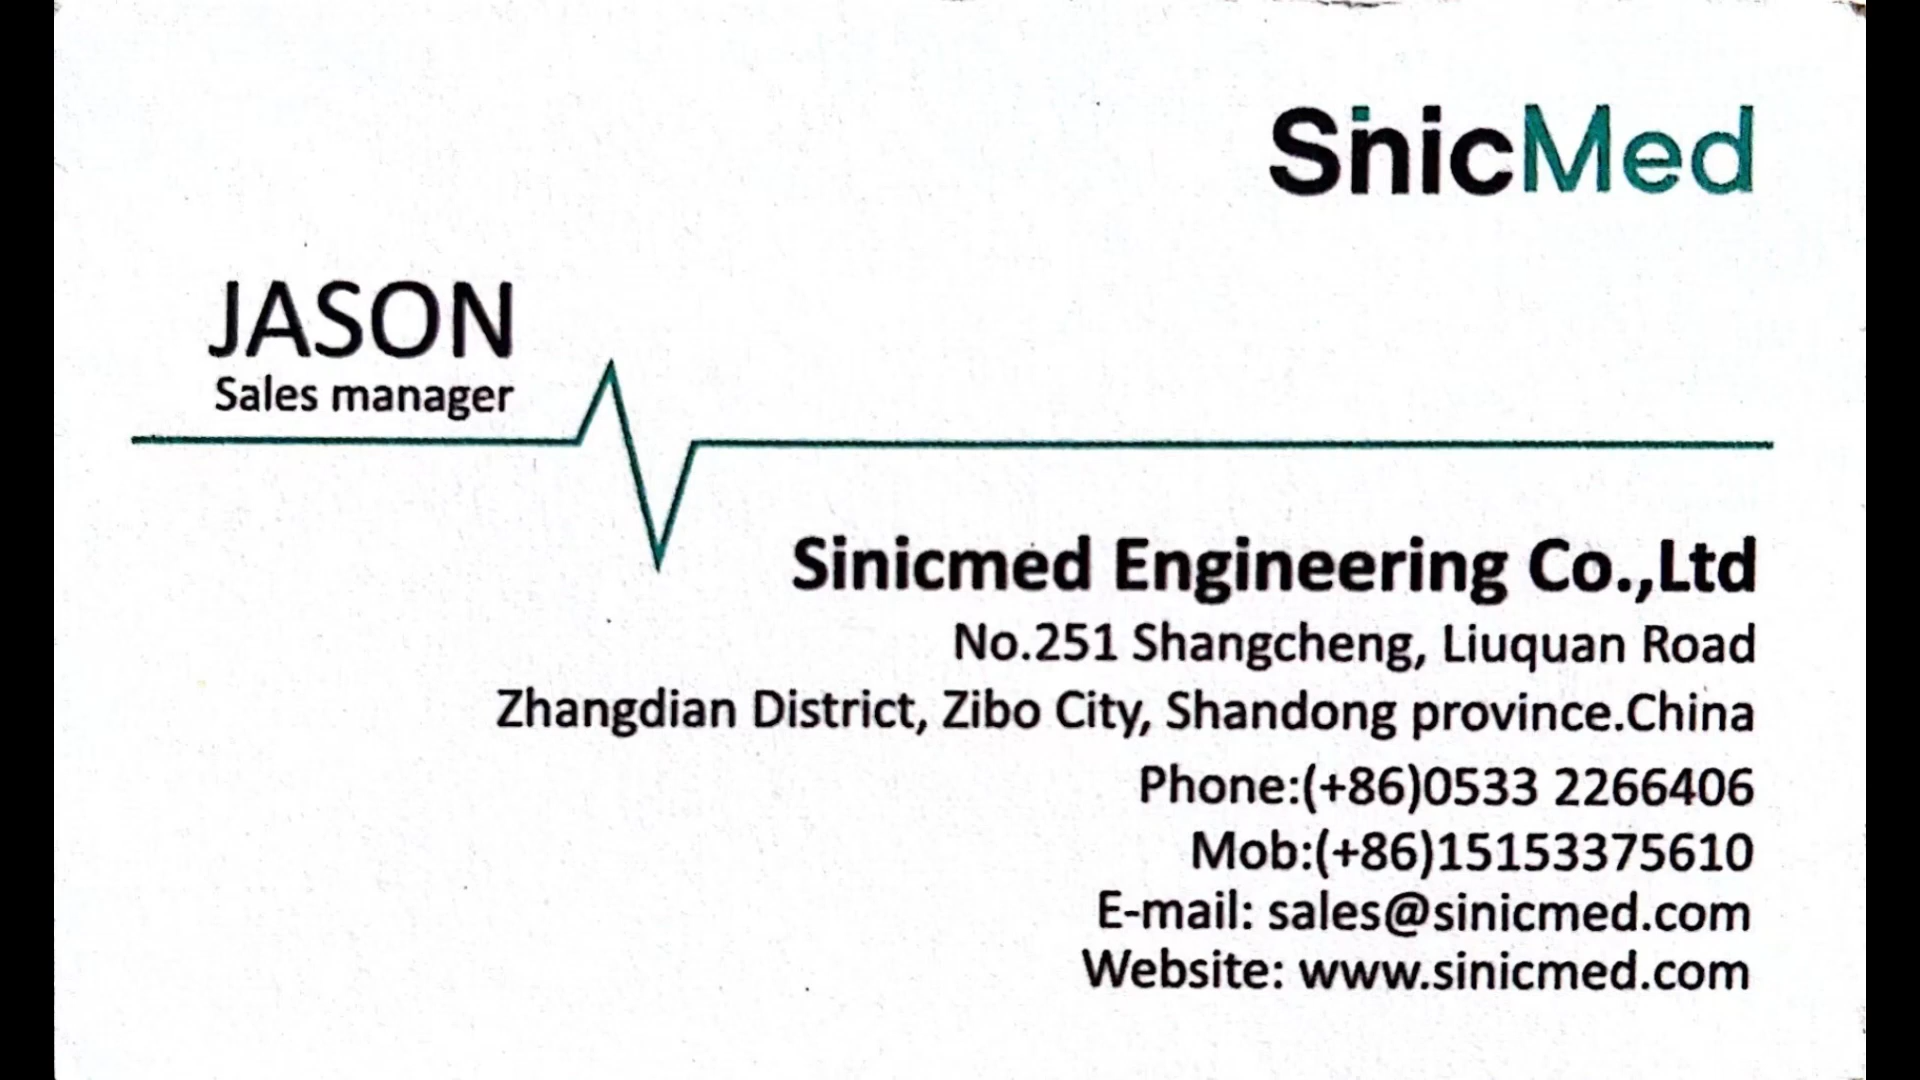 SinicMed
JASON
Sales manager
Sinicmed Engineering Co.,Ltd
No.251 Shangcheng, Liuquan Road
Zhangdian District, Zibo City, Shandong province.China
Phone:(+86)0533 2266406
Mob:(+86)15153375610
E-mail: sales@sinicmed.com
Website: www.sinicmed.com